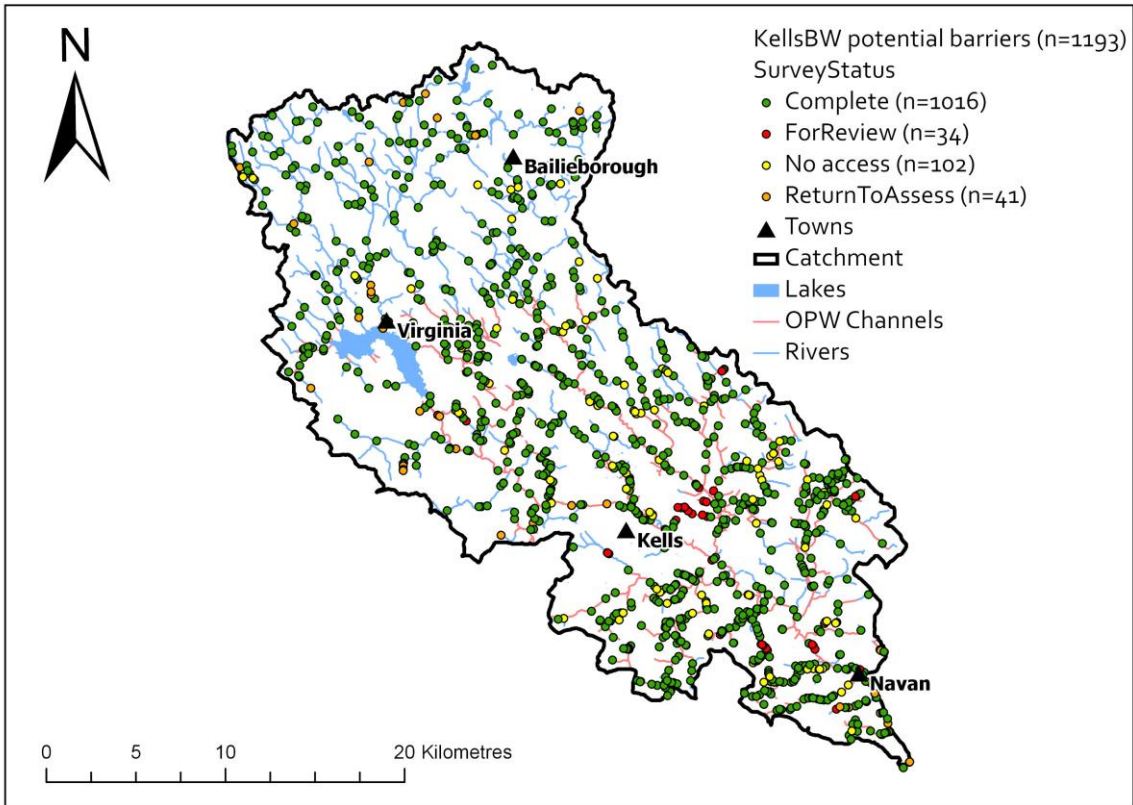 N
KellsBW potential barriers (n=1193)
SurveyStatus
Complete (n=1016)
ForReview (n=34)
No access (n=102)
ReturnToAssess (n=41)
Towns
Catchment
Lakes
OPW Channels
Rivers
Bailieborough
Virginia
Kells
Navan
0 5 10 20 Kilometres